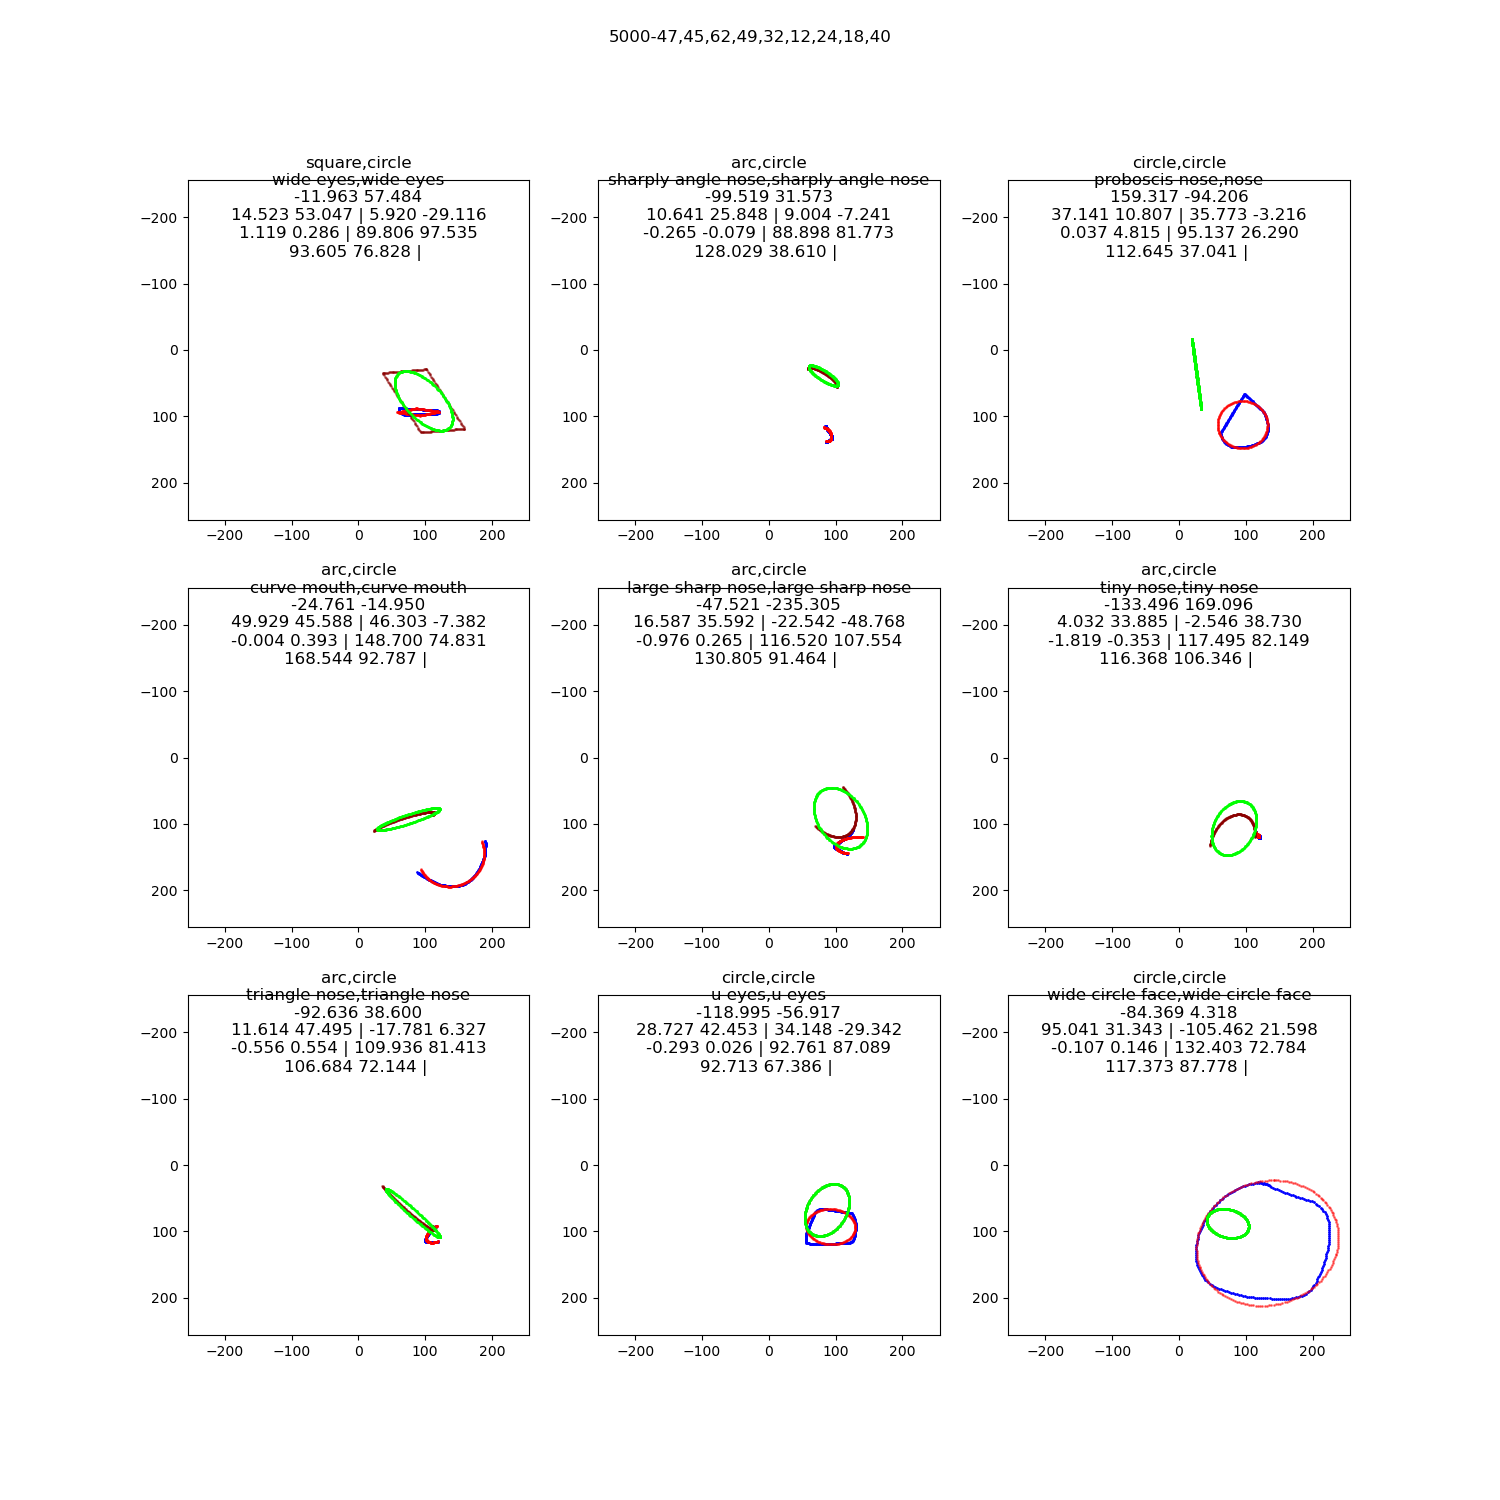 5000-47,45,62,49,32,12,24,18,40
square,circle
wide eyes,wide eyes
-11.963 57.484
14.523 53.047 | 5.920 -29.116
1.119 0.286 | 89.806 97.535
93.605 76.828 |
−200
−100
0
100
200
−200 −100 0 100 200
arc,circle
sharply angle nose,sharply angle nose
-99.519 31.573
10.641 25.848 | 9.004 -7.241
-0.265 -0.079 | 88.898 81.773
128.029 38.610 |
−200
−100
0
100
200
−200 −100 0 100 200
circle,circle
proboscis nose,nose
159.317 -94.206
37.141 10.807 | 35.773 -3.216
0.037 4.815 | 95.137 26.290
112.645 37.041 |
−200
−100
0
100
200
−200 −100 0 100 200
arc,circle
curve mouth,curve mouth
-24.761 -14.950
49.929 45.588 | 46.303 -7.382
-0.004 0.393 | 148.700 74.831
168.544 92.787 |
−200
−100
0
100
200
−200 −100 0 100 200
arc,circle
large sharp nose,large sharp nose
-47.521 -235.305
16.587 35.592 | -22.542 -48.768
-0.976 0.265 | 116.520 107.554
130.805 91.464 |
−200
−100
0
100
200
−200 −100 0 100 200
arc,circle
tiny nose,tiny nose
-133.496 169.096
4.032 33.885 | -2.546 38.730
-1.819 -0.353 | 117.495 82.149
116.368 106.346 |
−200
−100
0
100
200
−200 −100 0 100 200
arc,circle
triangle nose,triangle nose
-92.636 38.600
11.614 47.495 | -17.781 6.327
-0.556 0.554 | 109.936 81.413
106.684 72.144 |
−200
−100
0
100
200
−200 −100 0 100 200
circle,circle
u eyes,u eyes
-118.995 -56.917
28.727 42.453 | 34.148 -29.342
-0.293 0.026 | 92.761 87.089
92.713 67.386 |
−200
−100
0
100
200
−200 −100 0 100 200
circle,circle
wide circle face,wide circle face
-84.369 4.318
95.041 31.343 | -105.462 21.598
-0.107 0.146 | 132.403 72.784
117.373 87.778 |
−200
−100
0
100
200
−200 −100 0 100 200